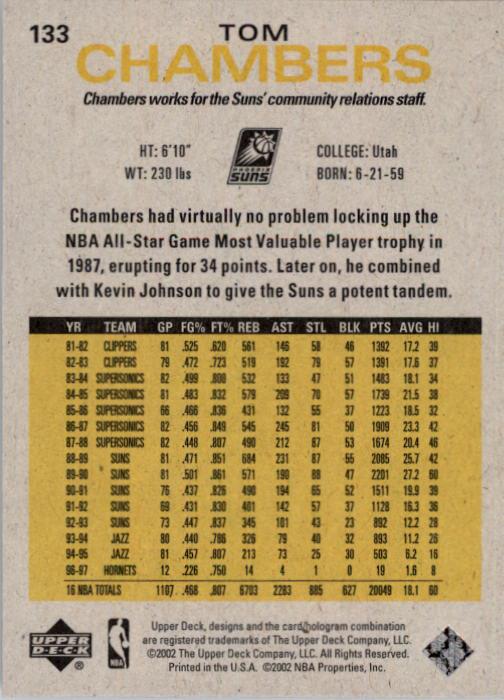 133
TOM
CHAMBERS
Chambers works for the Suns' community relations staff.
HT: 6'10"
WT: 230 lbs
PHOENIX
SUNS
COLLEGE: Utah
BORN: 6-21-59
Chambers had virtually no problem locking up the
NBA All-Star Game Most Valuable Player trophy in
1987, erupting for 34 points. Later on, he combined
with Kevin Johnson to give the Suns a potent tandem.
YR TEAM GP FG% FT% REB AST STL BLK PTS AVG HI
81-82 CLIPPERS 81 .525 .620 561 146 58 46 1392 17.2 39
82-83 CLIPPERS 79 .472 .723 519 192 79 57 1391 17.6 37
83-84 SUPERSONICS 82 .499 .800 532 133 47 51 1483 18.1 34
84-85 SUPERSONICS 81 .483 .832 579 209 70 57 1739 21.5 38
85-86 SUPERSONICS 66 .466 .836 431 132 55 37 1223 18.5 32
86-87 SUPERSONICS 82 .456 .849 545 245 81 50 1909 23.3 42
87-88 SUPERSONICS 82 .448 .807 490 212 87 53 1674 20.4 46
88-89 SUNS 81 .471 .851 684 231 87 55 2085 25.7 42
89-90 SUNS 81 .501 .861 571 190 88 47 2201 27.2 60
90-91 SUNS 76 .437 .826 490 194 65 52 1511 19.9 39
91-92 SUNS 69 .431 .830 401 142 57 37 1128 16.3 36
92-93 SUNS 73 .447 .837 345 101 43 23 892 12.2 28
93-94 JAZZ 80 .440 .786 326 79 40 32 893 11.2 26
94-95 JAZZ 81 .457 .807 213 73 25 30 503 6.2 16
96-97 HORNETS 12 .226 .750 14 4 1 0 19 1.6 8
16 NBA TOTALS 1107 .468 .807 6703 2283 885 627 20049 18.1 60
UPPER
DECK
®
NBA
Upper Deck, designs and the card/hologram combination
are registered trademarks of The Upper Deck Company, LLC.
©2002 The Upper Deck Company, LLC. All Rights Reserved.
Printed in the U.S.A. ©2002 NBA Properties, Inc.